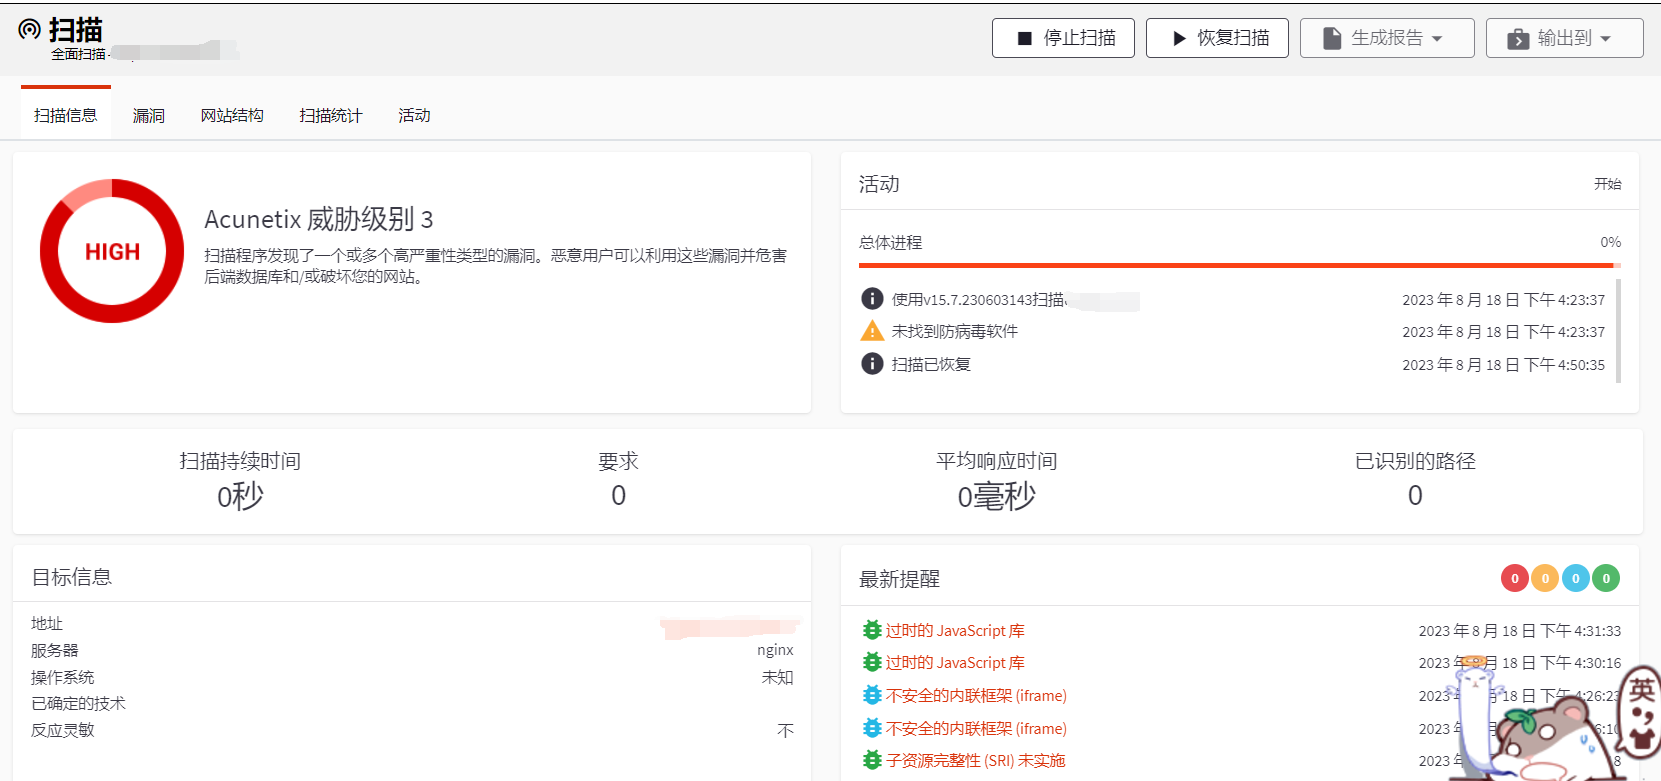 扫描
全面扫描 -
停止扫描
恢复扫描
生成报告
输出到
扫描信息
漏洞
网站结构
扫描统计
活动
HIGH
Acunetix 威胁级别 3
扫描程序发现了一个或多个高严重性类型的漏洞。恶意用户可以利用这些漏洞并危害
后端数据库和/或破坏您的网站。
活动
开始
总体进程
0%
使用v15.7.230603143扫描
2023 年 8 月 18 日 下午 4:23:37
未找到防病毒软件
2023 年 8 月 18 日 下午 4:23:37
扫描已恢复
2023 年 8 月 18 日 下午 4:50:35
扫描持续时间
0秒
要求
0
平均响应时间
0毫秒
已识别的路径
0
目标信息
地址
服务器
nginx
操作系统
未知
已确定的技术
反应灵敏
不
最新提醒
0 0 0 0
过时的 JavaScript 库
2023 年 8 月 18 日 下午 4:31:33
过时的 JavaScript 库
2023 年 月 18 日 下午 4:30:16
不安全的内联框架 (iframe)
2023 18 日 下午 4:26:23
不安全的内联框架 (iframe)
2023
子资源完整性 (SRI) 未实施
2023
英